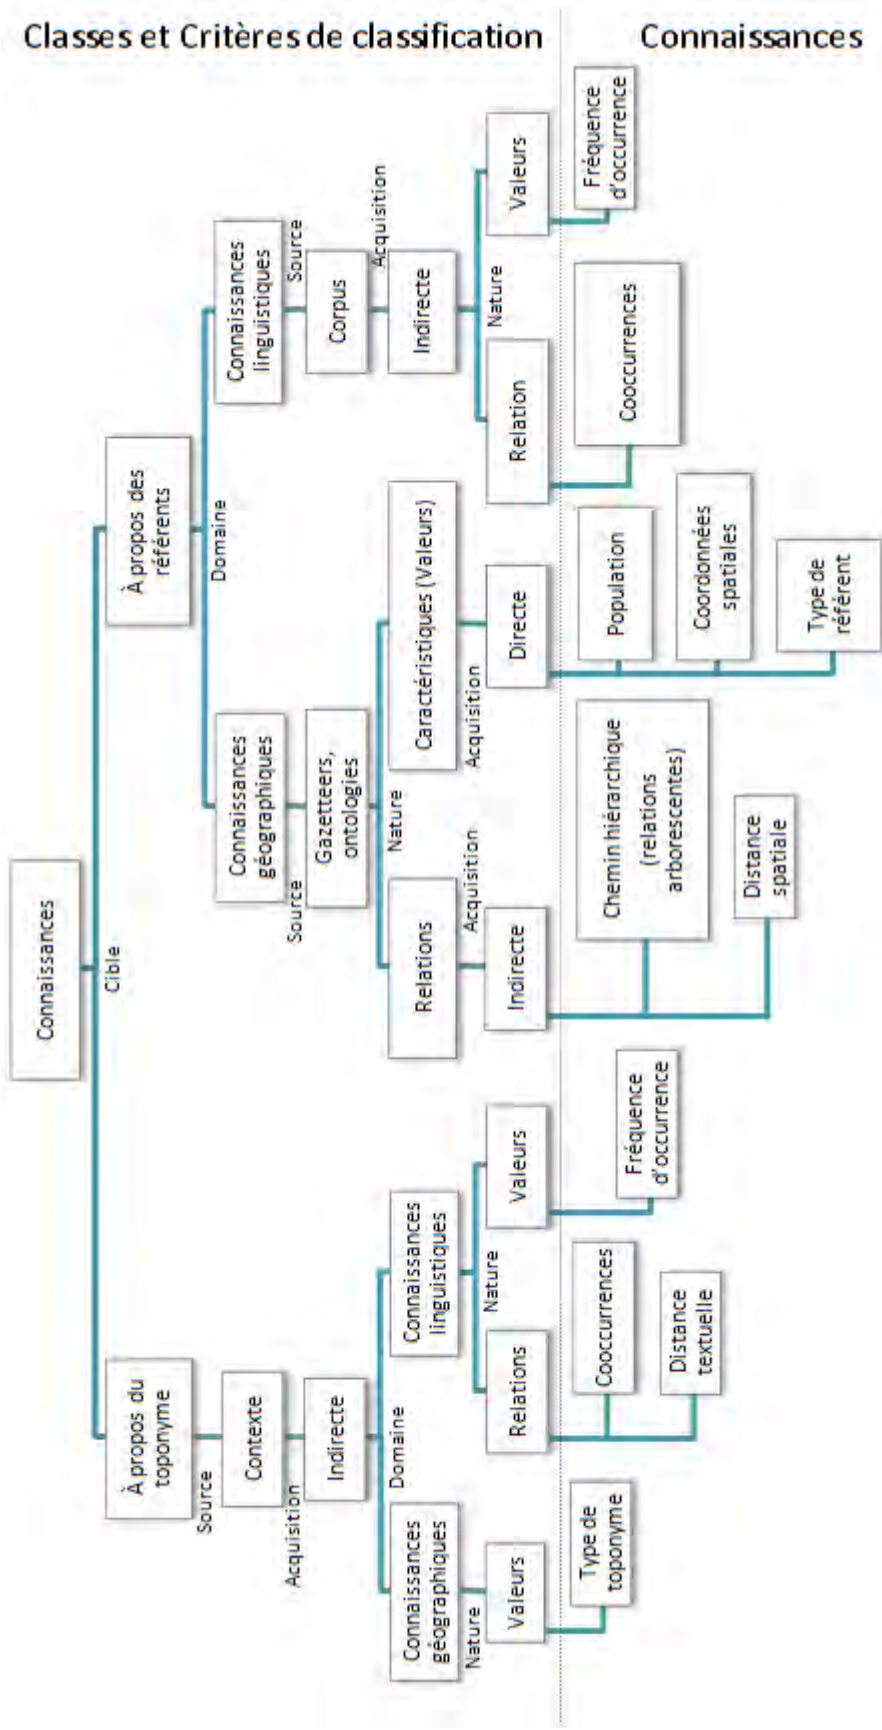 Classes et Critères de classification
Connaissances
Connaissances
Cible
À propos du
toponyme
Source
Contexte
Acquisition
Indirecte
Domaine
Connaissances
géographiques
Nature
Valeurs
Type de
toponyme
Connaissances
linguistiques
Nature
Relations
Cooccurrences
Distance
textuelle
Valeurs
Fréquence
d'occurrence
À propos des
référents
Domaine
Connaissances
géographiques
Source
Gazetteers,
ontologies
Nature
Relations
Acquisition
Indirecte
Chemin hiérarchique
(relations
arborescentes)
Distance
spatiale
Caractéristiques (Valeurs)
Acquisition
Directe
Population
Coordonnées
spatiales
Type de
référent
Connaissances
linguistiques
Source
Corpus
Acquisition
Indirecte
Nature
Relation
Cooccurrences
Valeurs
Fréquence
d'occurrence